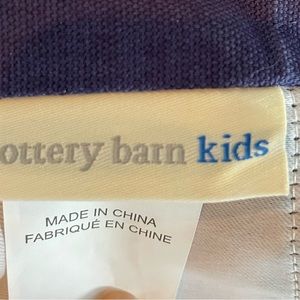 ottery barn kids
MADE IN CHINA
FABRIQUÉ EN CHINE